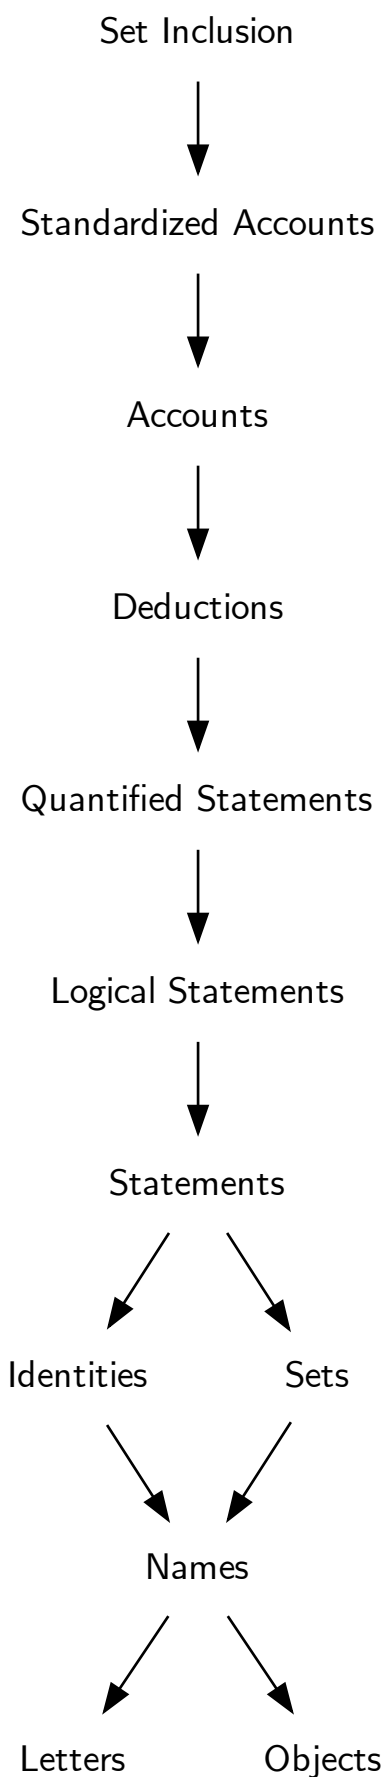 Set Inclusion
Standardized Accounts
Accounts
Deductions
Quantified Statements
Logical Statements
Statements
Identities Sets
Names
Letters Objects